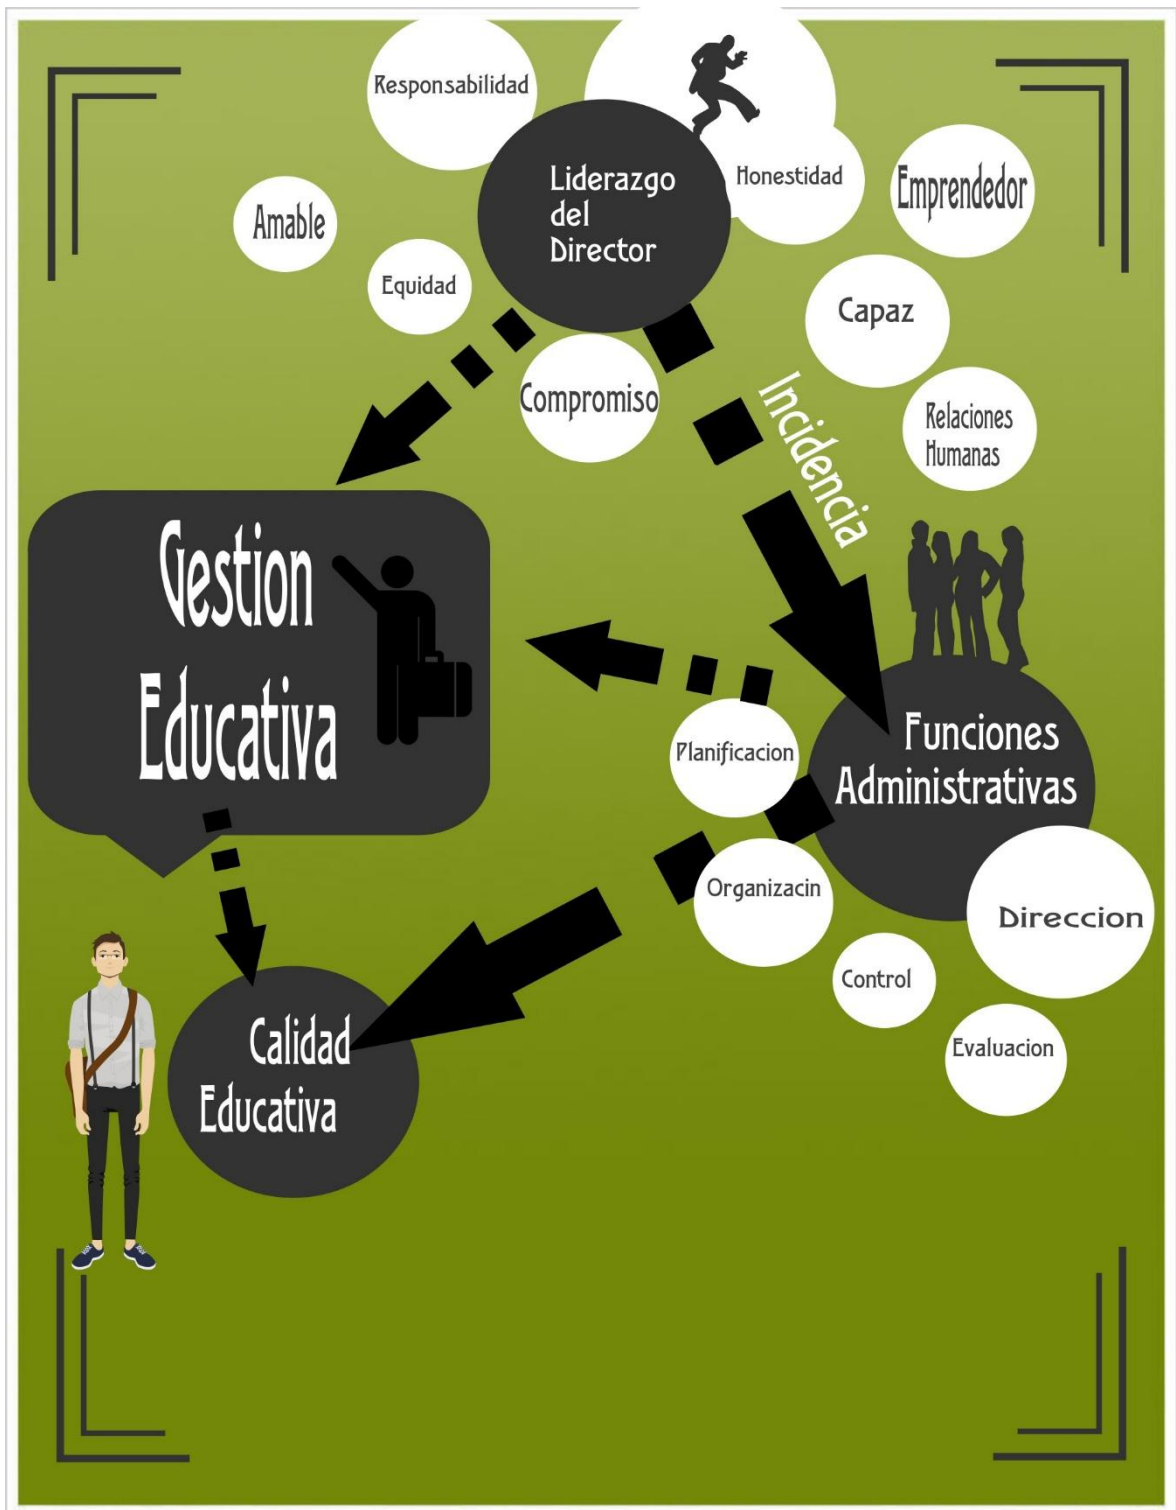 Responsabilidad
Liderazgo
del
Director
Honestidad
Emprendedor
Amable
Equidad
Capaz
Compromiso
Incidencia
Relaciones
Humanas
Gestion
Educativa
Funciones
Administrativas
Planificacion
Organizacin
Direccion
Control
Evaluacion
Calidad
Educativa